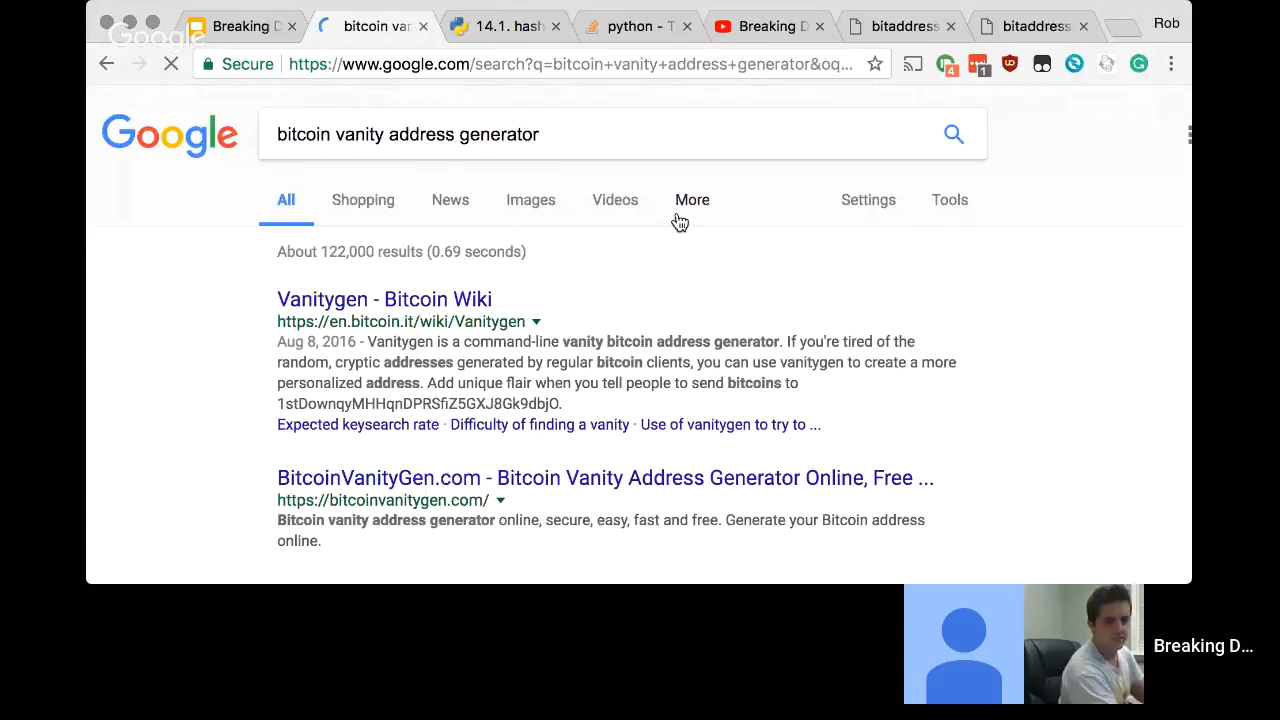 Google
Breaking D
bitcoin van
14.1. hash
python - T
Breaking D
bitaddress
bitaddress
Rob
Secure https://www.google.com/search?q=bitcoin+vanity+address+generator&oq... 4 1
Google bitcoin vanity address generator
All Shopping News Images Videos More Settings Tools
About 122,000 results (0.69 seconds)
Vanitygen - Bitcoin Wiki
https://en.bitcoin.it/wiki/Vanitygen
Aug 8, 2016 - Vanitygen is a command-line vanity bitcoin address generator. If you're tired of the
random, cryptic addresses generated by regular bitcoin clients, you can use vanitygen to create a more
personalized address. Add unique flair when you tell people to send bitcoins to
1stDownqyMHHqnDPRSfiZ5GXJ8Gk9dbjO.
Expected keysearch rate · Difficulty of finding a vanity · Use of vanitygen to try to ...
BitcoinVanityGen.com - Bitcoin Vanity Address Generator Online, Free ...
https://bitcoinvanitygen.com/
Bitcoin vanity address generator online, secure, easy, fast and free. Generate your Bitcoin address
online.
Breaking D...